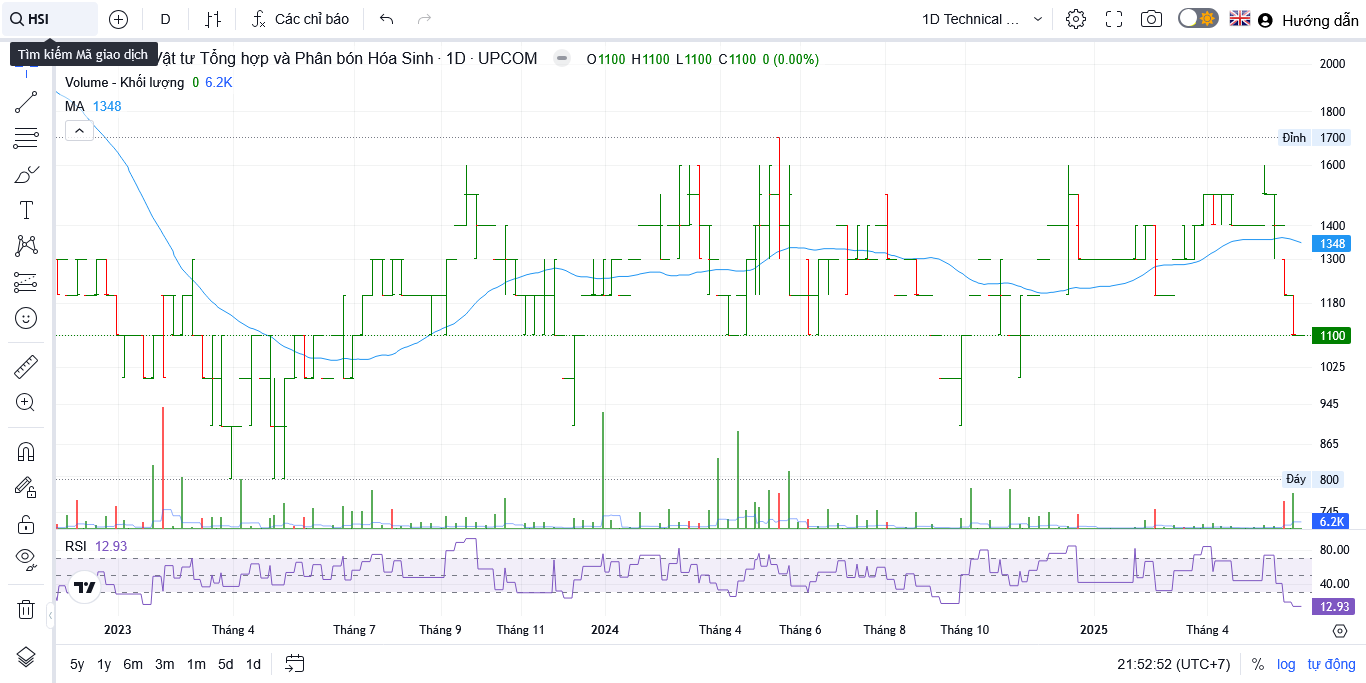 HSI D Các chỉ báo 1D Technical ... Hướng dẫn
Tìm kiếm Mã giao dịch
Vật tư Tổng hợp và Phân bón Hóa Sinh · 1D · UPCOM O1100 H1100 L1100 C1100 0 (0.00%)
Volume - Khối lượng 0 6.2K
MA 1348
2000
1800
Đỉnh 1700
1600
1400
1348
1300
1180
1100
1025
945
865
Đáy 800
745
6.2K
RSI 12.93
80.00
40.00
12.93
2023 Tháng 4 Tháng 7 Tháng 9 Tháng 11 2024 Tháng 4 Tháng 6 Tháng 8 Tháng 10 2025 Tháng 4
5y 1y 6m 3m 1m 5d 1d 21:52:52 (UTC+7) % log tự động